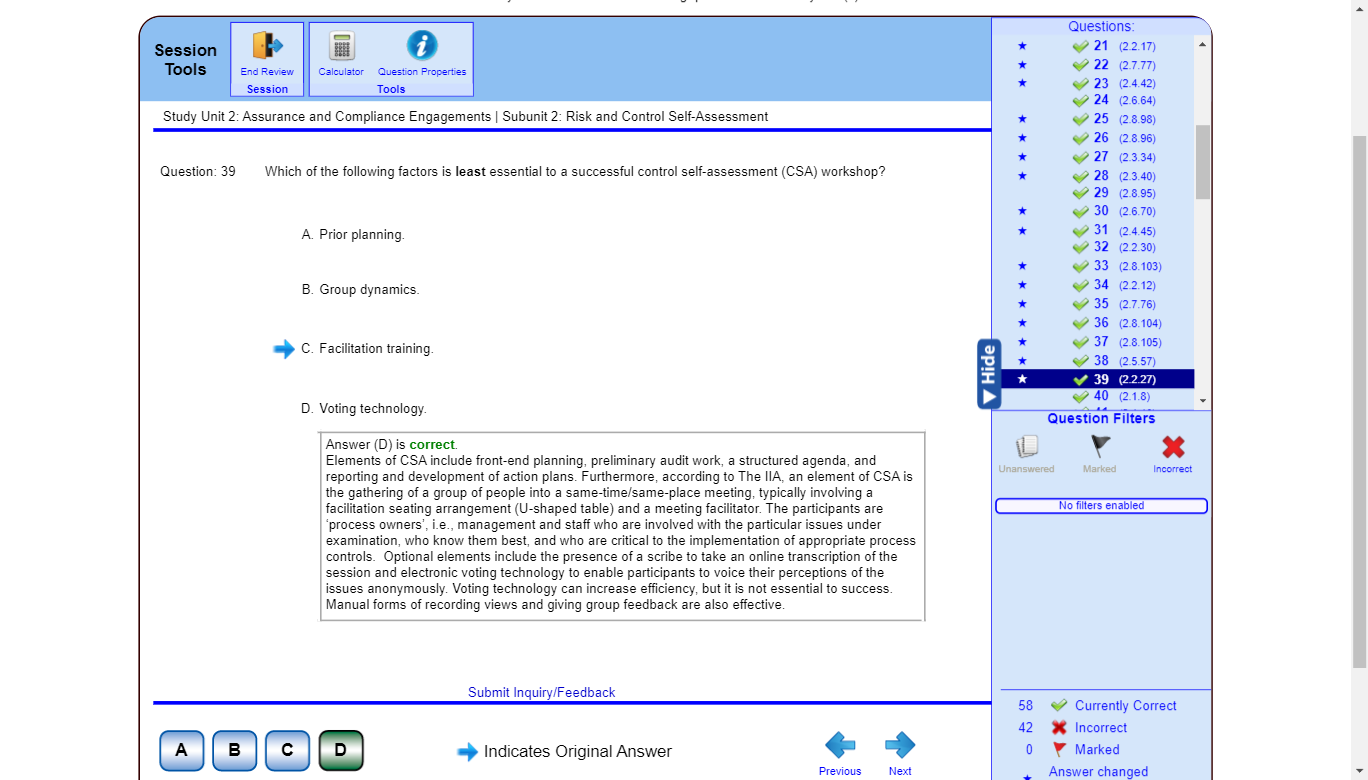 Questions:
Session
Tools
End Review
Session
Calculator
Question Properties
Tools
Study Unit 2: Assurance and Compliance Engagements | Subunit 2: Risk and Control Self-Assessment
Question: 39
Which of the following factors is least essential to a successful control self-assessment (CSA) workshop?
A. Prior planning.
B. Group dynamics.
C. Facilitation training.
D. Voting technology.
Answer (D) is correct.
Elements of CSA include front-end planning, preliminary audit work, a structured agenda, and
reporting and development of action plans. Furthermore, according to The IIA, an element of CSA is
the gathering of a group of people into a same-time/same-place meeting, typically involving a
facilitation seating arrangement (U-shaped table) and a meeting facilitator. The participants are
‘process owners’, i.e., management and staff who are involved with the particular issues under
examination, who know them best, and who are critical to the implementation of appropriate process
controls.  Optional elements include the presence of a scribe to take an online transcription of the
session and electronic voting technology to enable participants to voice their perceptions of the
issues anonymously. Voting technology can increase efficiency, but it is not essential to success.
Manual forms of recording views and giving group feedback are also effective.
Submit Inquiry/Feedback
A
B
C
D
Indicates Original Answer
Previous
Next
21 (2.2.17)
22 (2.7.77)
23 (2.4.42)
24 (2.6.64)
25 (2.8.98)
26 (2.8.96)
27 (2.3.34)
28 (2.3.40)
29 (2.8.95)
30 (2.6.70)
31 (2.4.45)
32 (2.2.30)
33 (2.8.103)
34 (2.2.12)
35 (2.7.76)
36 (2.8.104)
37 (2.8.105)
38 (2.5.57)
39 (2.2.27)
40 (2.1.8)
Hide
Question Filters
Unanswered
Marked
Incorrect
No filters enabled
58 Currently Correct
42 Incorrect
0 Marked
Answer changed